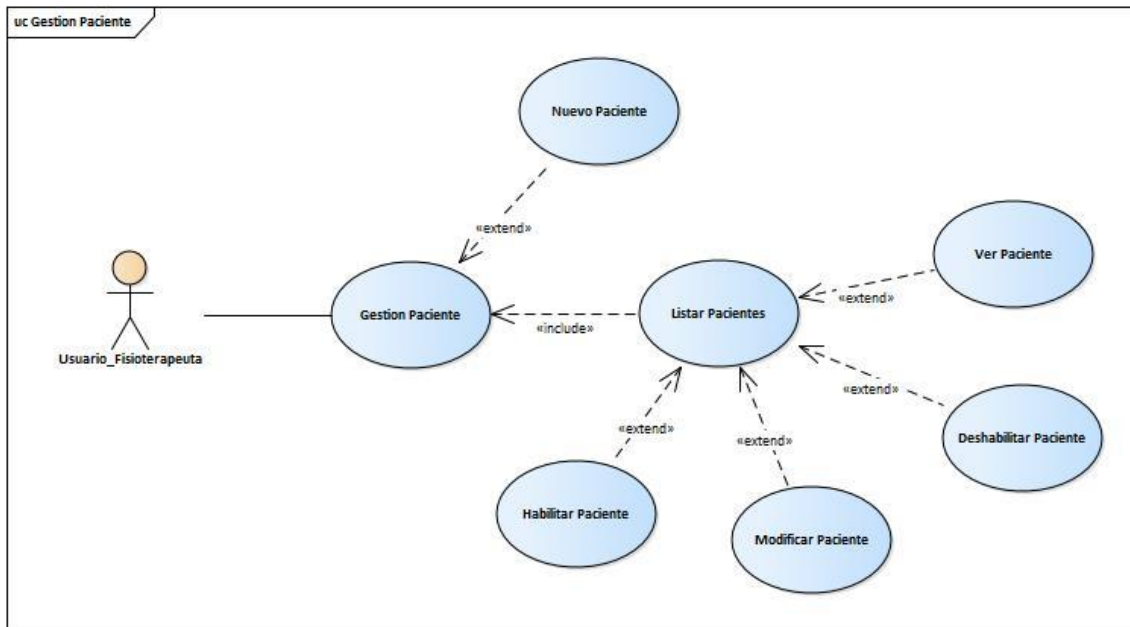 uc Gestion Paciente
Nuevo Paciente
«extend»
Ver Paciente
«extend»
Gestion Paciente
«include»
Listar Pacientes
Usuario_Fisioterapeuta
«extend»
Deshabilitar Paciente
«extend»
«extend»
Habilitar Paciente
Modificar Paciente